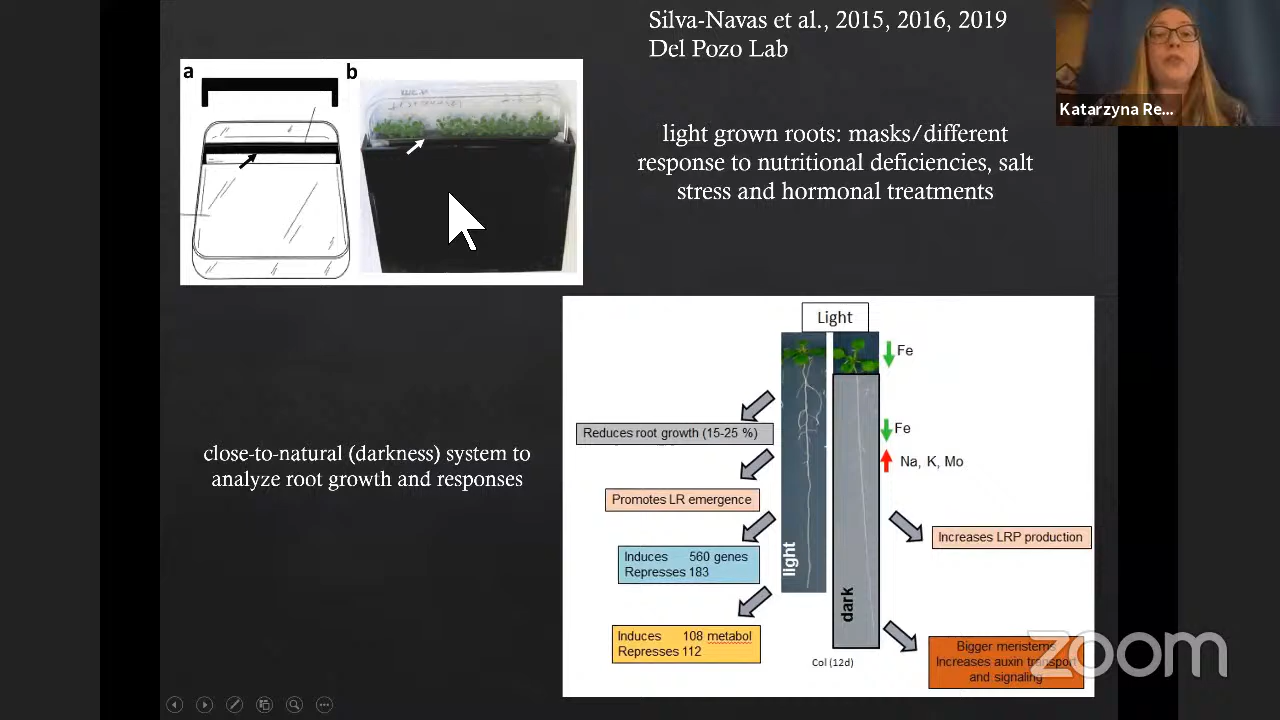 Silva-Navas et al., 2015, 2016, 2019
Del Pozo Lab
Katarzyna Re...
a
b
light grown roots: masks/different
response to nutritional deficiencies, salt
stress and hormonal treatments
close-to-natural (darkness) system to
analyze root growth and responses
Light
Fe
Reduces root growth (15-25 %)
Fe
Na, K, Mo
Promotes LR emergence
Increases LRP production
Induces 560 genes
Represses 183
light
dark
Induces 108 metabol
Represses 112
Col (12d)
Bigger meristems
Increases auxin transport
and signaling
zoom